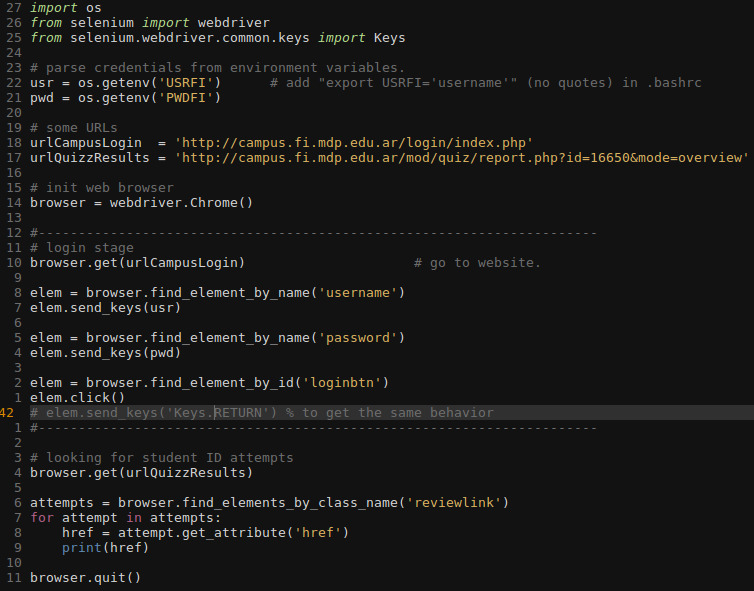 27 import os
26 from selenium import webdriver
25 from selenium.webdriver.common.keys import Keys
24
23 # parse credentials from environment variables.
22 usr = os.getenv('USRFI')      # add "export USRFI='username'" (no quotes) in .bashrc
21 pwd = os.getenv('PWDFI')
20
19 # some URLs
18 urlCampusLogin  = 'http://campus.fi.mdp.edu.ar/login/index.php'
17 urlQuizzResults = 'http://campus.fi.mdp.edu.ar/mod/quiz/report.php?id=16650&mode=overview'
16
15 # init web browser
14 browser = webdriver.Chrome()
13
12 #----------------------------------------------------------------------
11 # login stage
10 browser.get(urlCampusLogin)                     # go to website.
9
8 elem = browser.find_element_by_name('username')
7 elem.send_keys(usr)
6
5 elem = browser.find_element_by_name('password')
4 elem.send_keys(pwd)
3
2 elem = browser.find_element_by_id('loginbtn')
1 elem.click()
42 # elem.send_keys('Keys.RETURN') % to get the same behavior
1 #----------------------------------------------------------------------
2
3 # looking for student ID attempts
4 browser.get(urlQuizzResults)
5
6 attempts = browser.find_elements_by_class_name('reviewlink')
7 for attempt in attempts:
8     href = attempt.get_attribute('href')
9     print(href)
10
11 browser.quit()